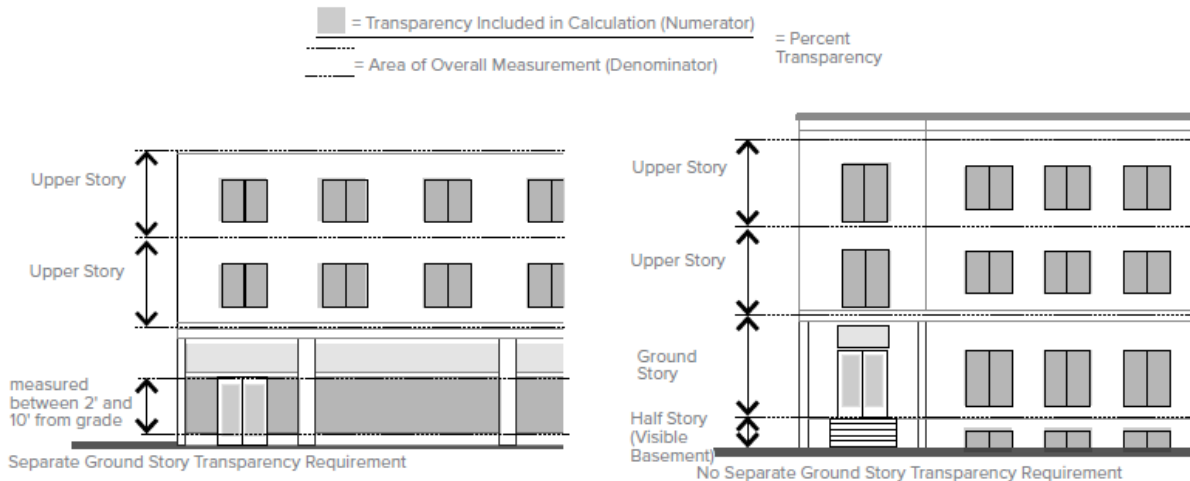 = Transparency Included in Calculation (Numerator)
= Area of Overall Measurement (Denominator)
= Percent
Transparency
Upper Story
Upper Story
measured
between 2' and
10' from grade
Separate Ground Story Transparency Requirement
Upper Story
Upper Story
Ground
Story
Half Story
(Visible
Basement)
No Separate Ground Story Transparency Requirement